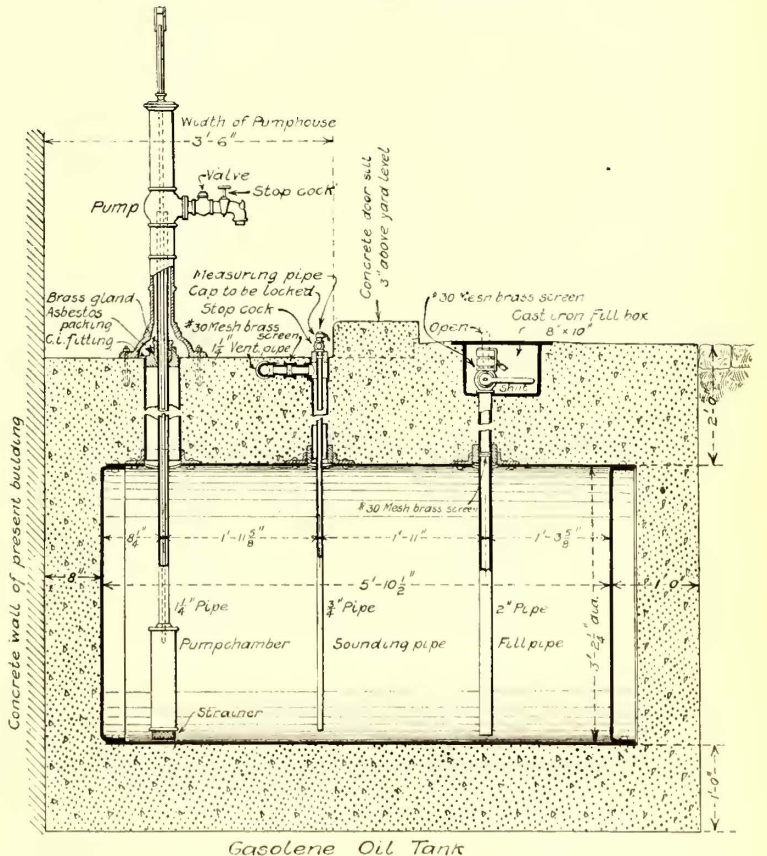 Width of Pumphouse
3'-6"
Valve
Stop cock
Pump
Concrete door sill
3" above yard level
Measuring pipe
Cap to be locked
Stop cock
#30 Mesh brass
screen
1¼" Vent pipe
Brass gland
Asbestos
packing
C.i. fitting
#30 Mesh brass screen
Cast iron Fill box
8" x 10"
Open
Shut
2'-0"
Concrete wall of present building
#30 Mesh brass screen
8¼"
1'-11⅝"
1'-11"
1'-3⅝"
8"
5'-10½"
1'-0"
1¼" Pipe
¾" Pipe
2" Pipe
3'-2¼" dia.
Pumpchamber
Sounding pipe
Fill pipe
Strainer
1'-0"
Gasolene Oil Tank